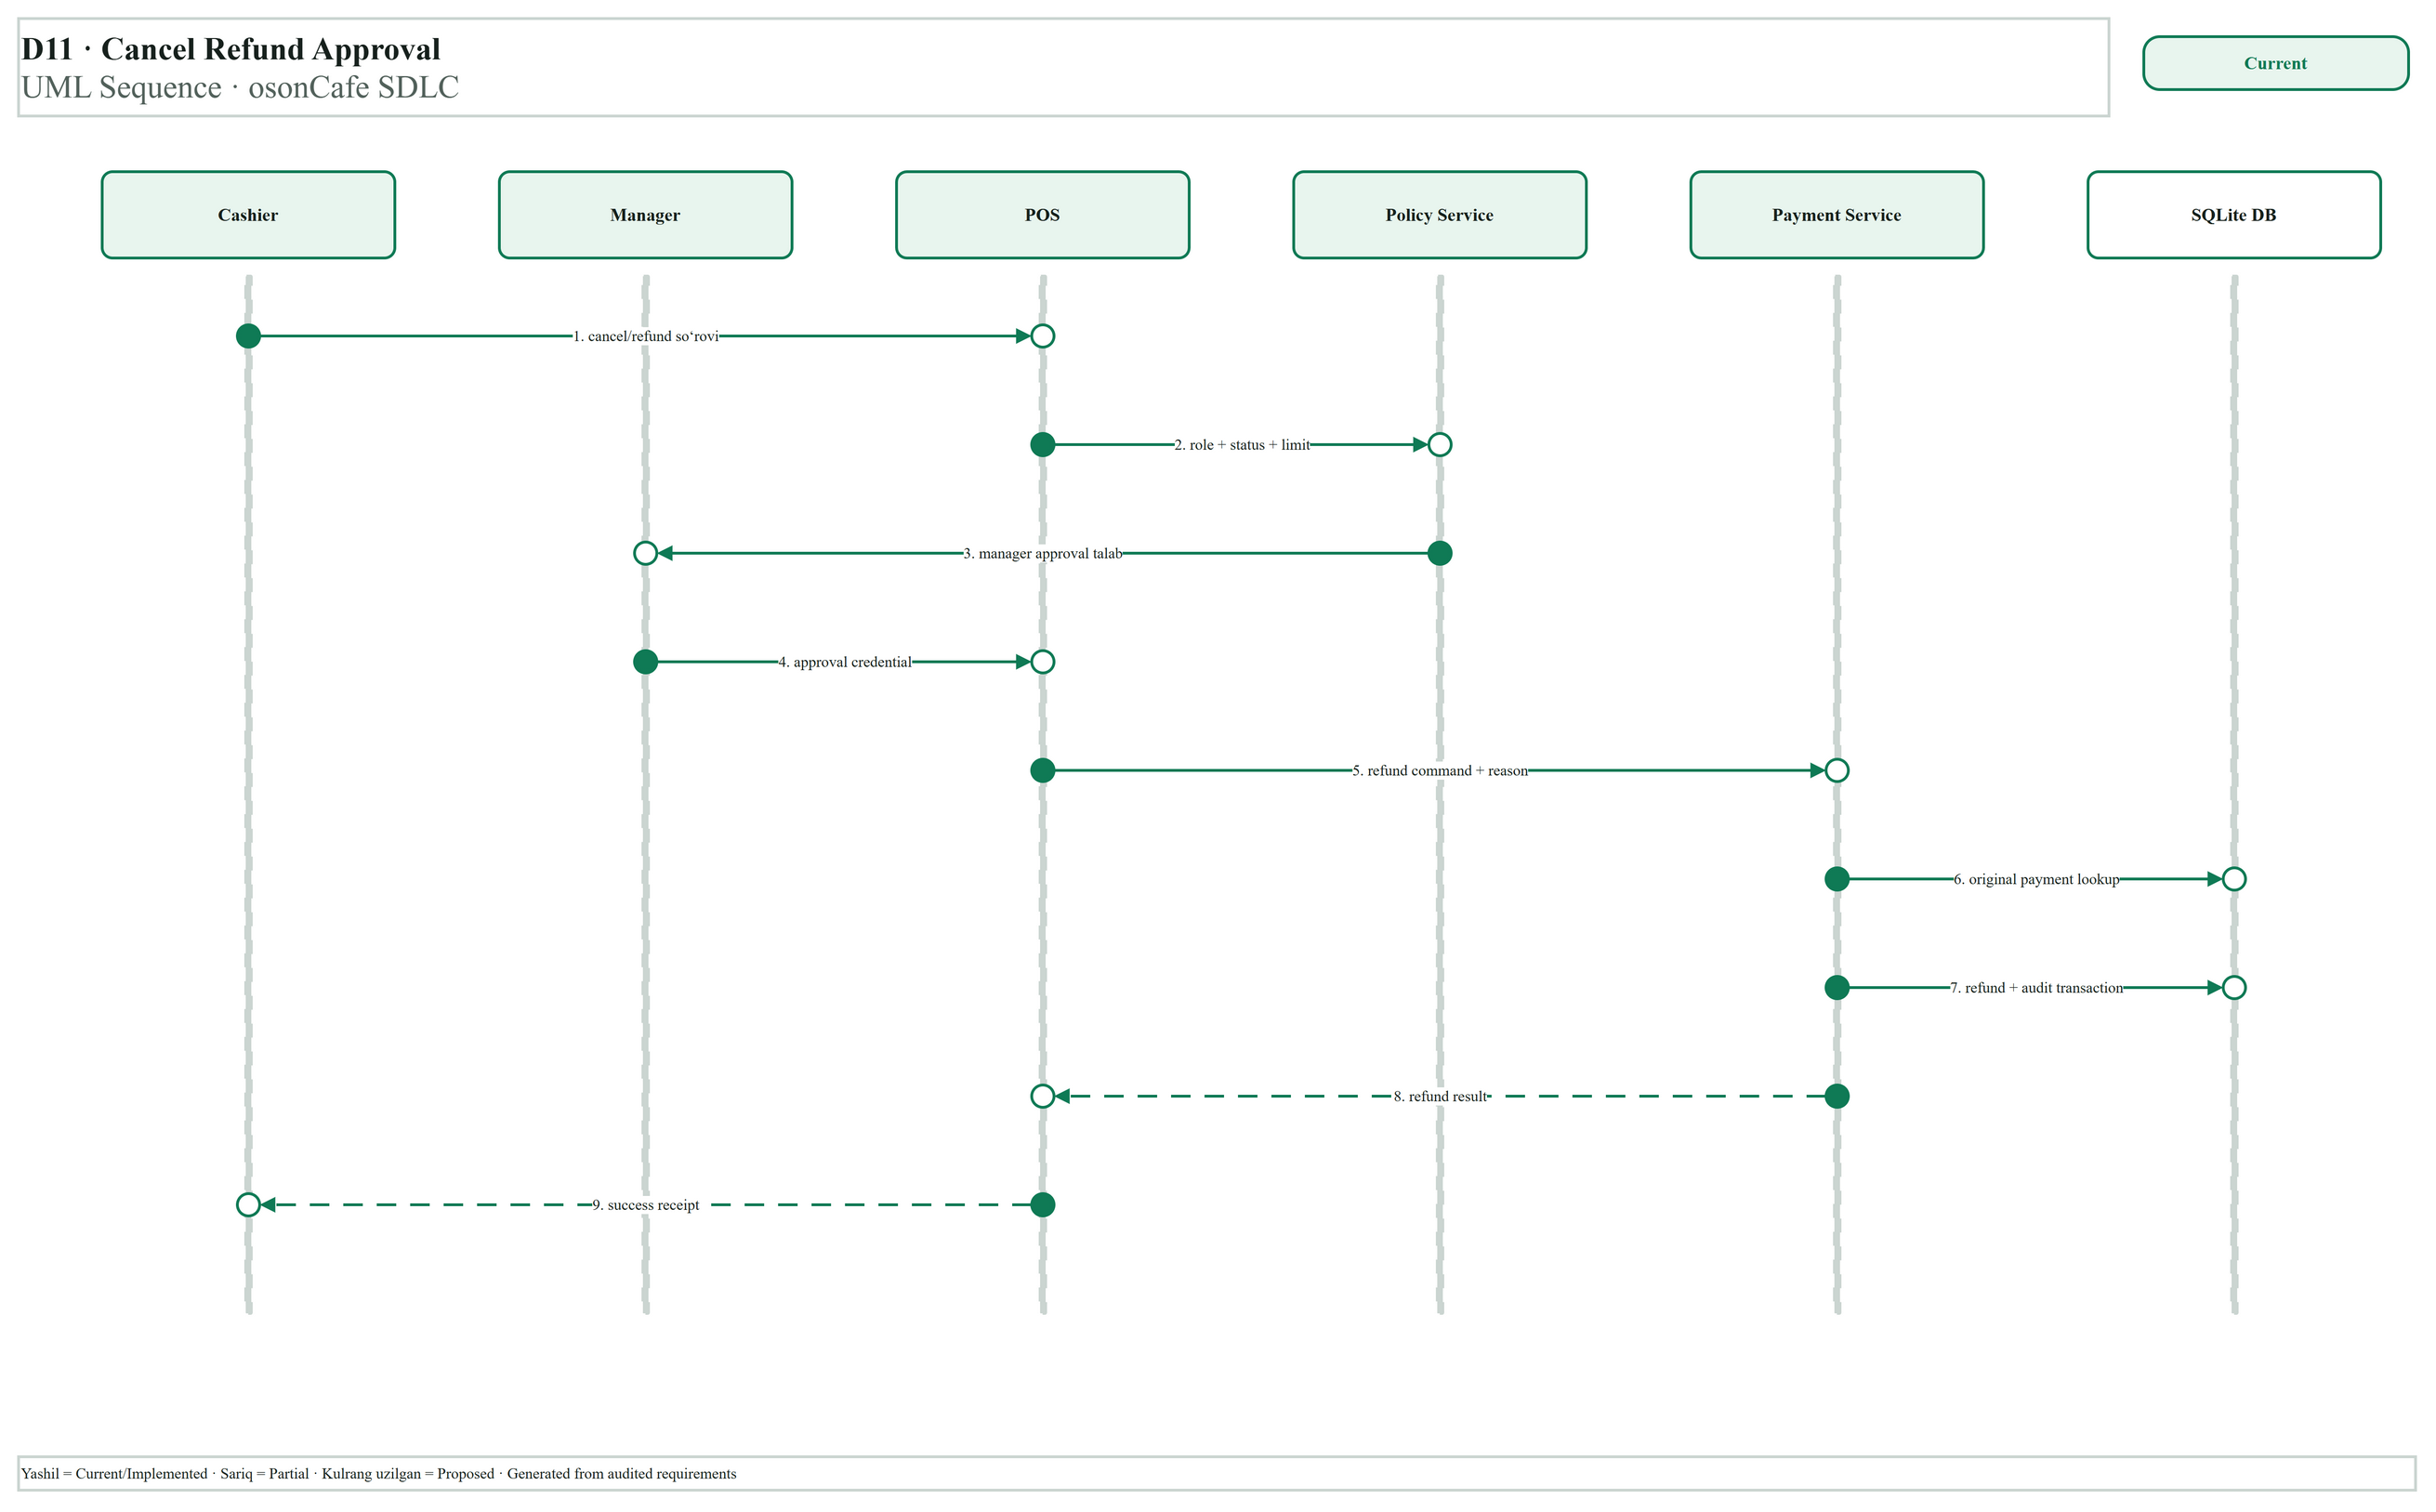 D11 · Cancel Refund Approval
UML Sequence · osonCafe SDLC
Current
Cashier
Manager
POS
Policy Service
Payment Service
SQLite DB
1. cancel/refund so‘rovi
2. role + status + limit
3. manager approval talab
4. approval credential
5. refund command + reason
6. original payment lookup
7. refund + audit transaction
8. refund result
9. success receipt
Yashil = Current/Implemented · Sariq = Partial · Kulrang uzilgan = Proposed · Generated from audited requirements